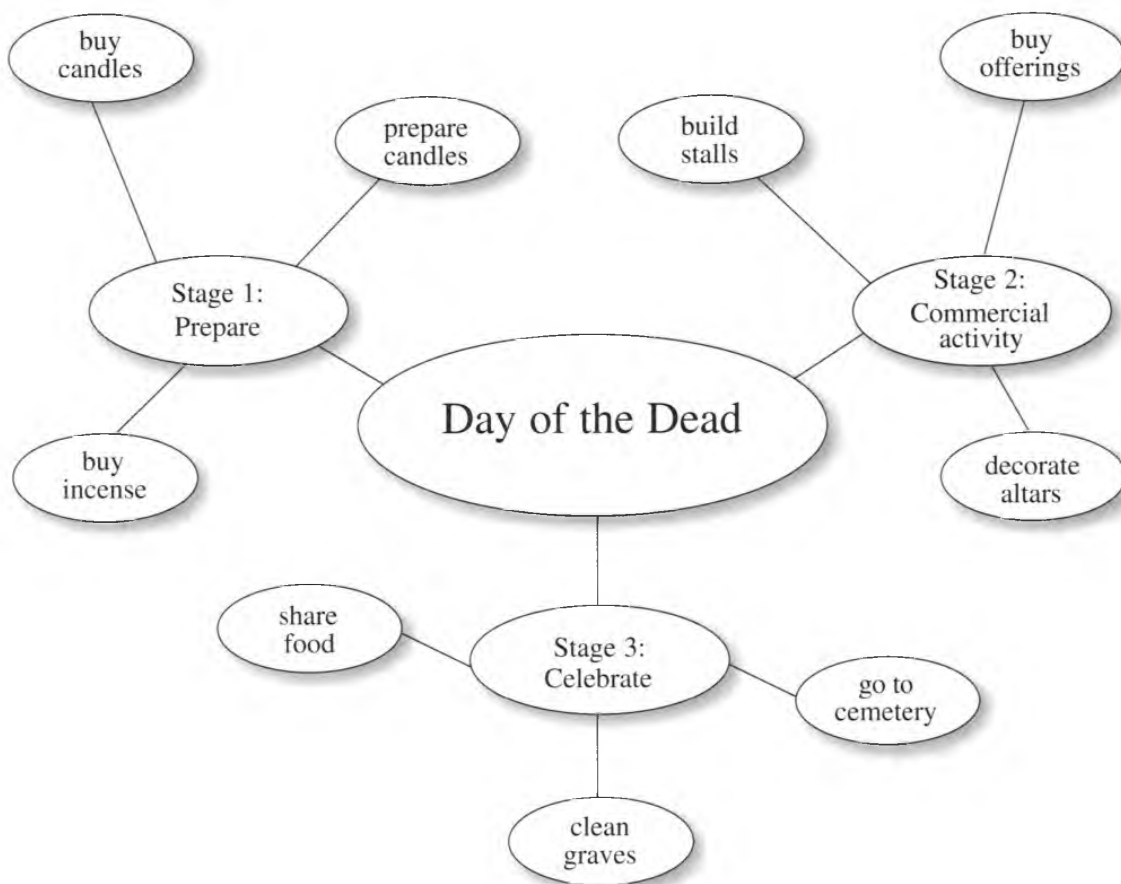 buy
candles
prepare
candles
build
stalls
buy
offerings
Stage 1:
Prepare
Stage 2:
Commercial
activity
Day of the Dead
buy
incense
decorate
altars
share
food
Stage 3:
Celebrate
go to
cemetery
clean
graves